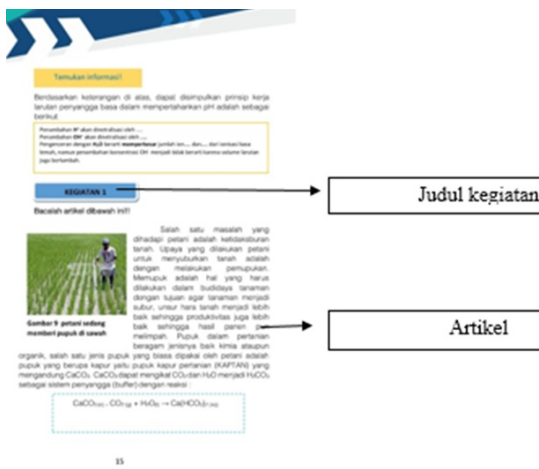 Temukan informasi!
Berdasarkan keterangan di atas, dapat disimpulkan prinsip kerja
larutan penyangga basa dalam mempertahankan pH adalah sebagai
berikut:
Penambahan H⁺ akan dinetralisasi oleh ....
Penambahan OH⁻ akan dinetralisasi oleh ....
Pengenceran dengan H₂O berarti memperbesar jumlah ion.... dan.... dari ionisasi basa
lemah, namun penambahan konsentrasi OH⁻ menjadi tidak berarti karena volume larutan
juga bertambah.
KEGIATAN 1
Judul kegiatan
Bacalah artikel dibawah ini!!
Salah satu masalah yang
dihadapi petani adalah ketidaksuburan
tanah. Upaya yang dilakukan petani
untuk menyuburkan tanah adalah
dengan melakukan pemupukan.
Memupuk adalah hal yang harus
dilakukan dalam budidaya tanaman
dengan tujuan agar tanaman menjadi
subur, unsur hara tanah menjadi lebih
baik sehingga produktivitas juga lebih
baik sehingga hasil panen
melimpah. Pupuk dalam pertanian
beragam jenisnya baik kimia ataupun
Gambar 9 petani sedang
memberi pupuk di sawah
Artikel
organik, salah satu jenis pupuk yang biasa dipakai oleh petani adalah
pupuk yang berupa kapur yaitu pupuk kapur pertanian (KAPTAN) yang
mengandung CaCO₃. CaCO₃ dapat mengikat CO₂ dan H₂O menjadi H₂CO₃
sebagai sistem penyangga (buffer) dengan reaksi :
CaCO₃(s) + CO₂(g) + H₂O(l) → Ca(HCO₃)₂(aq)
15